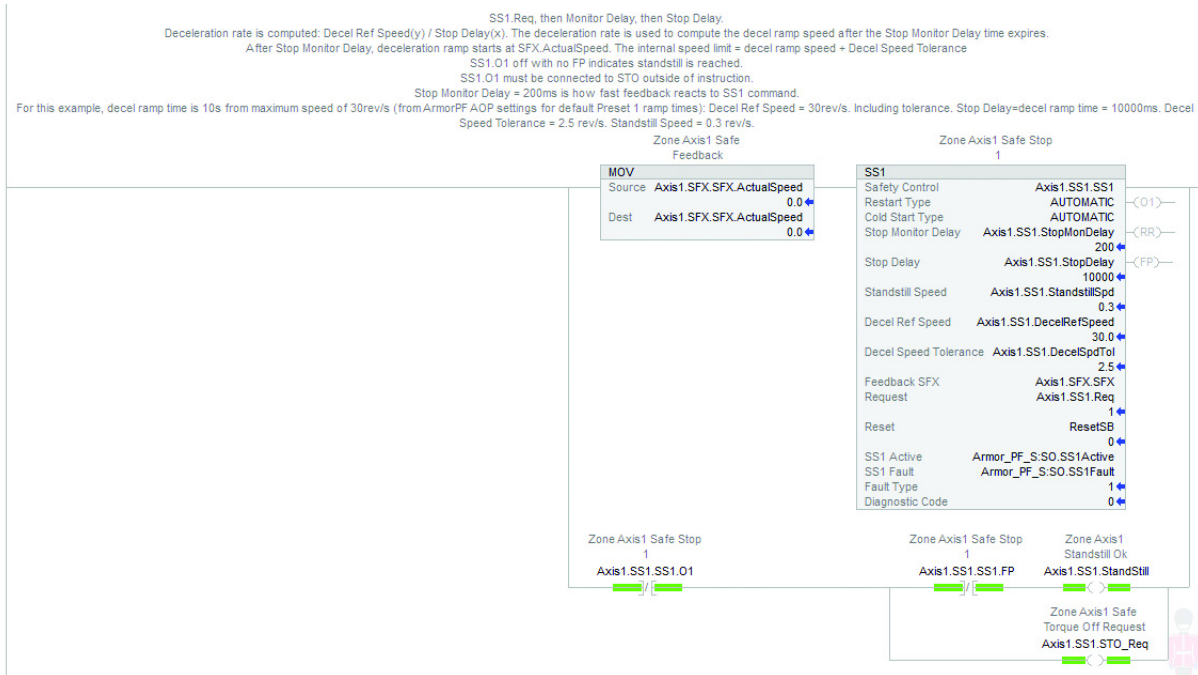 SS1.Req, then Monitor Delay, then Stop Delay.
Deceleration rate is computed: Decel Ref Speed(y) / Stop Delay(x). The deceleration rate is used to compute the decel ramp speed after the Stop Monitor Delay time expires.
After Stop Monitor Delay, deceleration ramp starts at SFX.ActualSpeed. The internal speed limit = decel ramp speed + Decel Speed Tolerance
SS1.O1 off with no FP indicates standstill is reached.
SS1.O1 must be connected to STO outside of instruction.
Stop Monitor Delay = 200ms is how fast feedback reacts to SS1 command.
For this example, decel ramp time is 10s from maximum speed of 30rev/s (from ArmorPF AOP settings for default Preset 1 ramp times): Decel Ref Speed = 30rev/s. Including tolerance. Stop Delay=decel ramp time = 10000ms. Decel
Speed Tolerance = 2.5 rev/s. Standstill Speed = 0.3 rev/s.
Zone Axis1 Safe
Feedback
MOV
Source Axis1.SFX.SFX.ActualSpeed
0.0
Dest Axis1.SFX.SFX.ActualSpeed
0.0
Zone Axis1 Safe Stop
1
SS1
Safety Control Axis1.SS1.SS1
Restart Type AUTOMATIC (O1)
Cold Start Type AUTOMATIC
Stop Monitor Delay Axis1.SS1.StopMonDelay (RR)
200
Stop Delay Axis1.SS1.StopDelay (FP)
10000
Standstill Speed Axis1.SS1.StandstillSpd
0.3
Decel Ref Speed Axis1.SS1.DecelRefSpeed
30.0
Decel Speed Tolerance Axis1.SS1.DecelSpdTol
2.5
Feedback SFX Axis1.SFX.SFX
Request Axis1.SS1.Req
1
Reset ResetSB
0
SS1 Active Armor_PF_S:SO.SS1Active
SS1 Fault Armor_PF_S:SO.SS1Fault
Fault Type 1
Diagnostic Code 0
Zone Axis1 Safe Stop
1
Axis1.SS1.SS1.O1
Zone Axis1 Safe Stop
1
Axis1.SS1.SS1.FP
Zone Axis1
Standstill Ok
Axis1.SS1.StandStill
Zone Axis1 Safe
Torque Off Request
Axis1.SS1.STO_Req